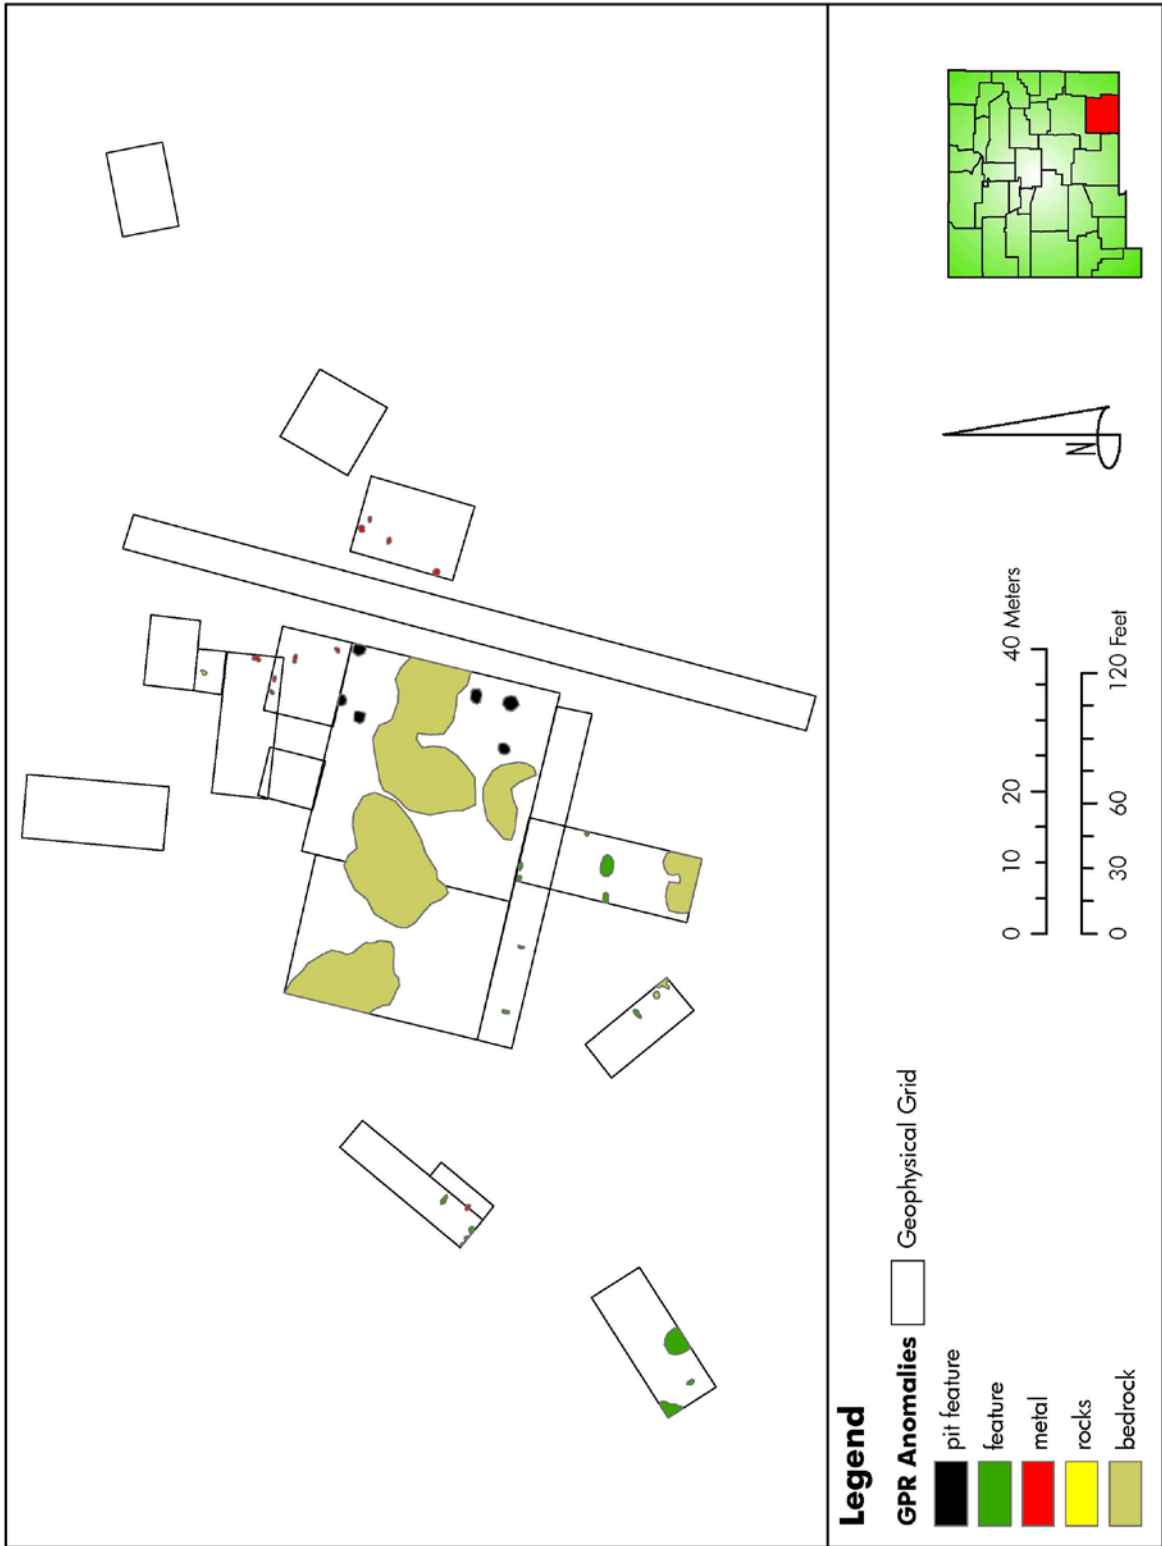 Legend
GPR Anomalies
pit feature
feature
metal
rocks
bedrock
Geophysical Grid
0 10 20 40 Meters
0 30 60 120 Feet
N